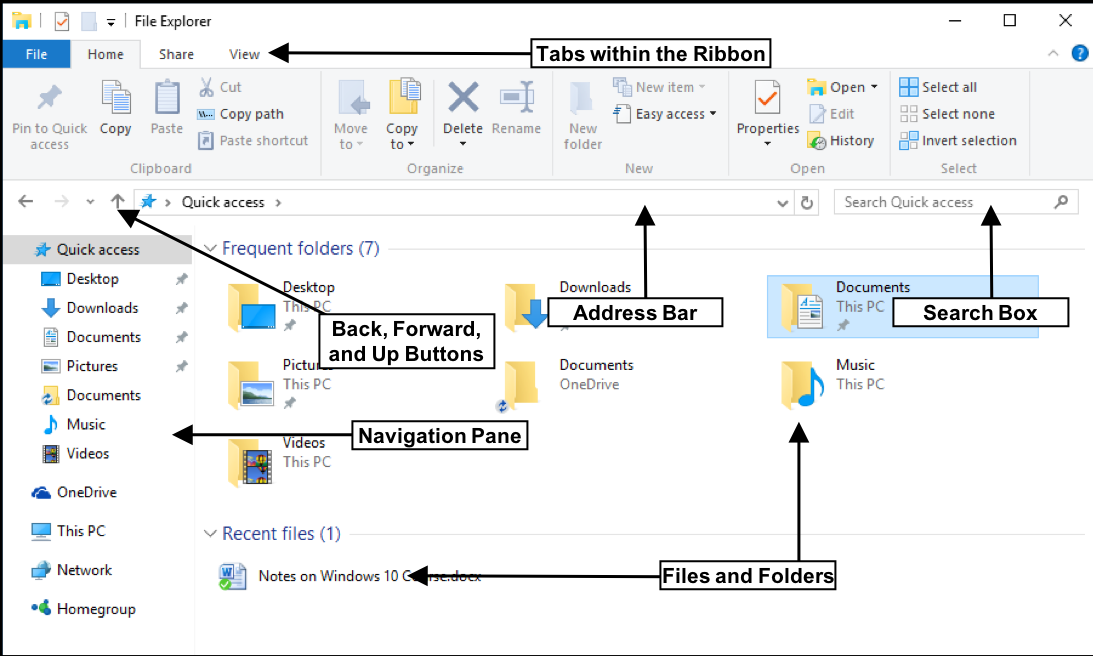 File Explorer
File Home Share View
Tabs within the Ribbon
Pin to Quick
access
Copy
Paste
Cut
Copy path
Paste shortcut
Clipboard
Move
to
Copy
to
Delete
Rename
Organize
New
folder
New item
Easy access
New
Properties
Open
Edit
History
Open
Select all
Select none
Invert selection
Select
Quick access
Search Quick access
Quick access
Desktop
Downloads
Documents
Pictures
Documents
Music
Videos
OneDrive
This PC
Network
Homegroup
Frequent folders (7)
Desktop
This PC
Downloads
Documents
This PC
Back, Forward,
and Up Buttons
Address Bar
Search Box
Pictures
This PC
Documents
OneDrive
Music
This PC
Navigation Pane
Videos
This PC
Recent files (1)
Notes on Windows 10 Course.docx
Files and Folders